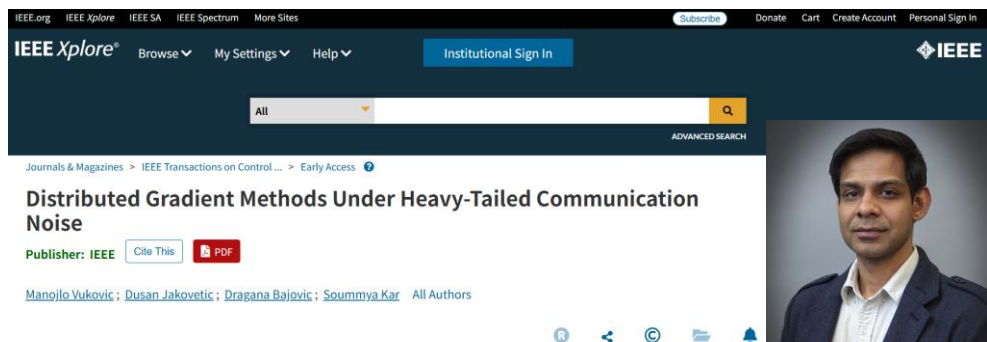 IEEE.org IEEE Xplore IEEE SA IEEE Spectrum More Sites Subscribe Donate Cart Create Account Personal Sign In
IEEE Xplore® Browse My Settings Help Institutional Sign In IEEE
All
ADVANCED SEARCH
Journals & Magazines > IEEE Transactions on Control ... > Early Access ?
Distributed Gradient Methods Under Heavy-Tailed Communication
Noise
Publisher: IEEE Cite This PDF
Manojlo Vukovic ; Dusan Jakovetic ; Dragana Bajovic ; Soummya Kar All Authors
R ©